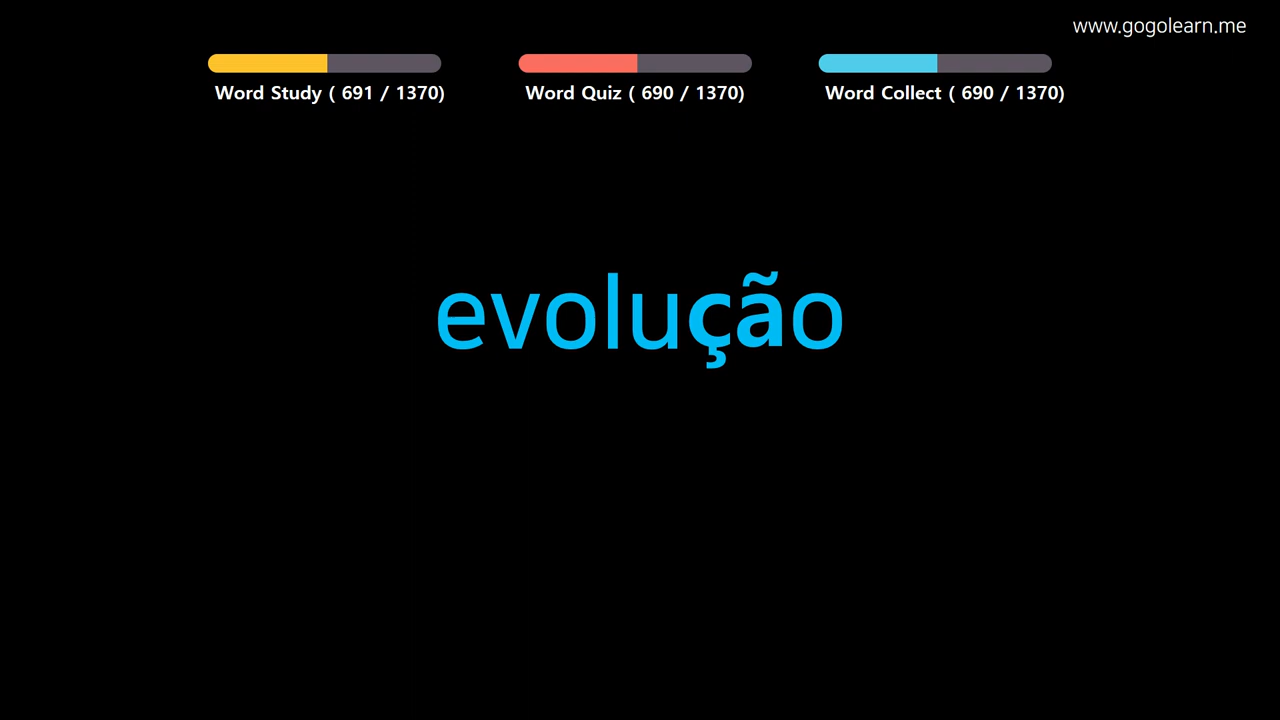 www.gogolearn.me
Word Study ( 691 / 1370)
Word Quiz ( 690 / 1370)
Word Collect ( 690 / 1370)
evolução